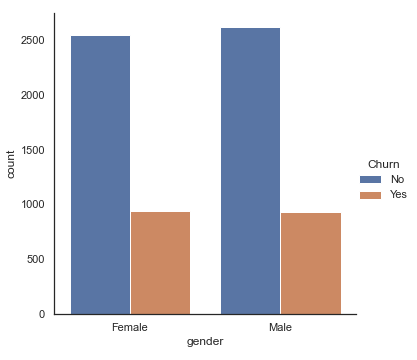 2500
2000
1500
1000
500
0
count
Female
Male
gender
Churn
No
Yes